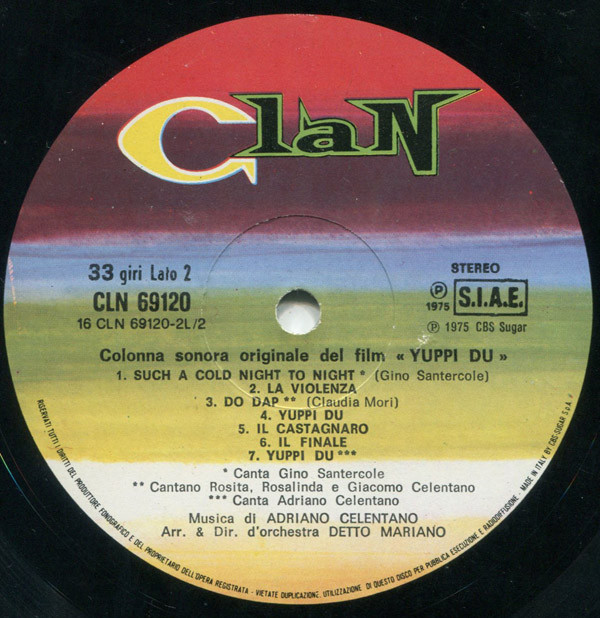 Clan
33 giri Lato 2
CLN 69120
16 CLN 69120-2L/2
STEREO
P 1975
S.I.A.E.
℗ 1975 CBS Sugar
Colonna sonora originale del film « YUPPI DU »
1. SUCH A COLD NIGHT TO NIGHT * (Gino Santercole)
2. LA VIOLENZA
3. DO DAP ** (Claudia Mori)
4. YUPPI DU
5. IL CASTAGNARO
6. IL FINALE
7. YUPPI DU ***
* Canta Gino Santercole
** Cantano Rosita, Rosalinda e Giacomo Celentano
*** Canta Adriano Celentano
Musica di ADRIANO CELENTANO
Arr. & Dir. d'orchestra DETTO MARIANO
RISERVATI TUTTI I DIRITTI DEL PRODUTTORE FONOGRAFICO E DEL PROPRIETARIO DELL'OPERA REGISTRATA - VIETATE DUPLICAZIONE, UTILIZZAZIONE DI QUESTO DISCO PER PUBBLICA ESECUZIONE E RADIODIFFUSIONE. - MADE IN ITALY BY CBS-SUGAR S.p.A.